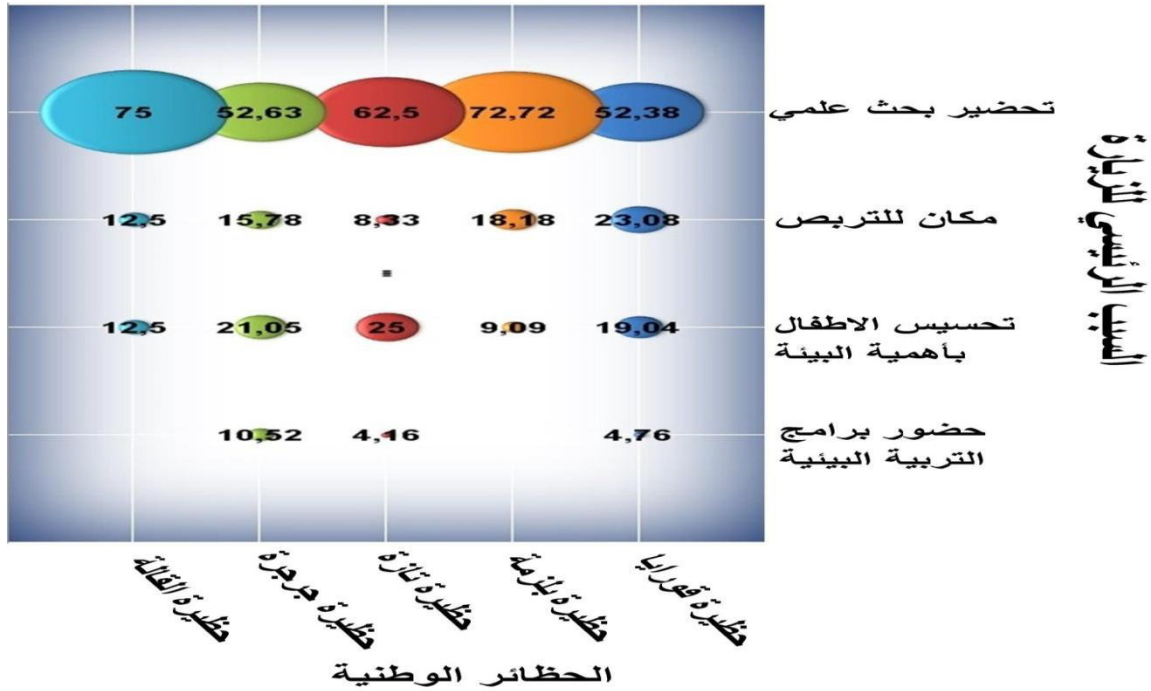 75 52,63 62,5 72,72 52,38 تحضير بحث علمي
12,5 15,78 8,33 18,18 23,08 مكان للتربص
12,5 21,05 25 9,09 19,04 تحسيس الاطفال
بأهمية البيئة
10,52 4,16 4,76 حضور برامج
التربية البيئية
السبب الرئيسي للزيارة
حظيرة القالة
حظيرة جرجرة
حظيرة تازة
حظيرة بلزمة
حظيرة قورايا
الحظائر الوطنية